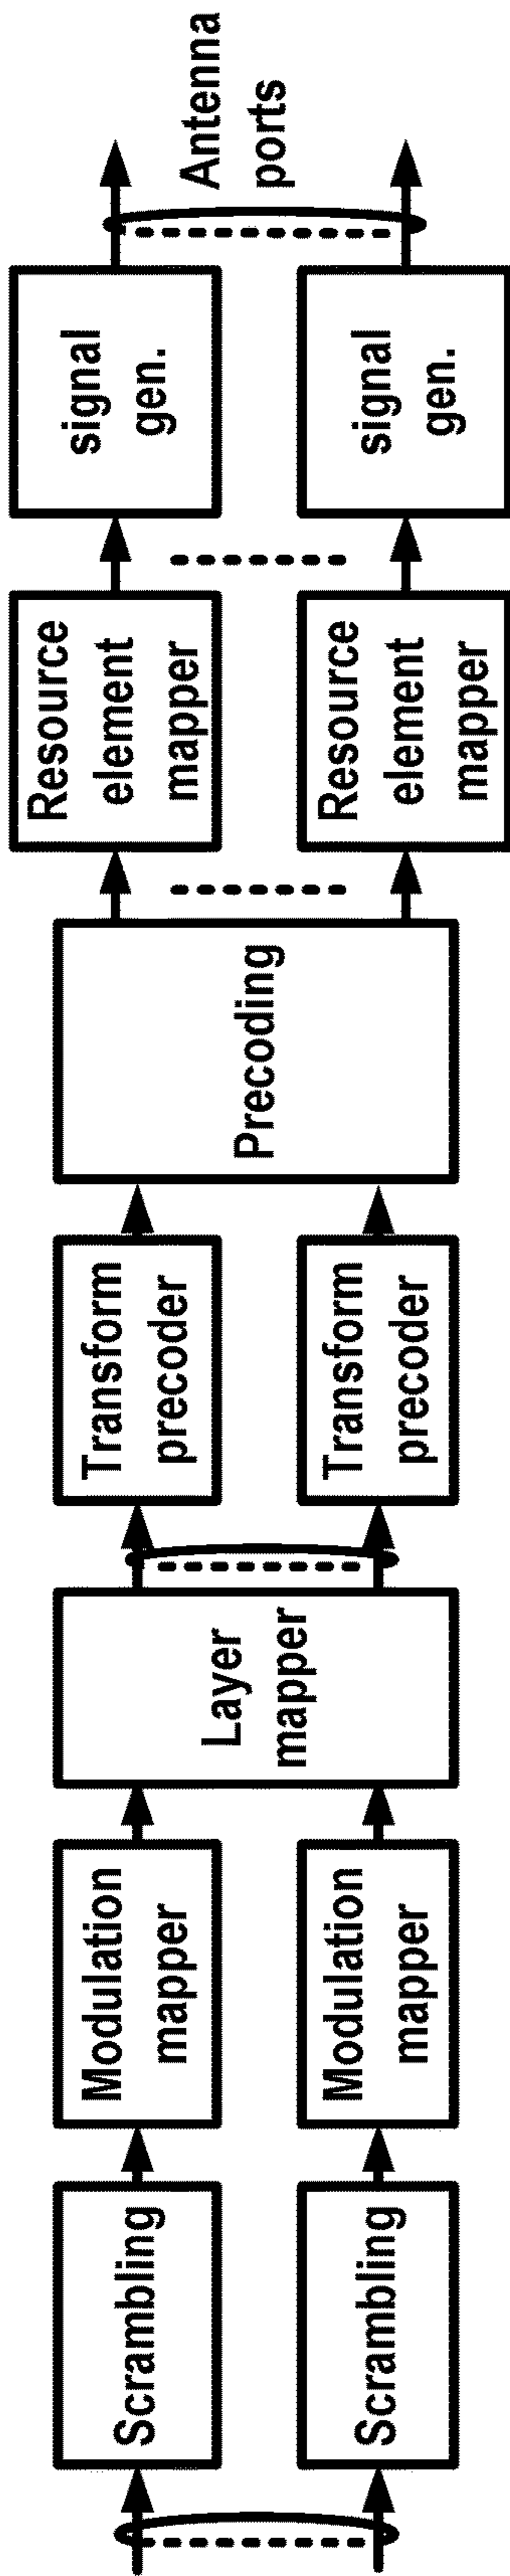 Scrambling
Scrambling
Modulation
mapper
Modulation
mapper
Layer
mapper
Transform
precoder
Transform
precoder
Precoding
Resource
element
mapper
Resource
element
mapper
signal
gen.
signal
gen.
Antenna
ports